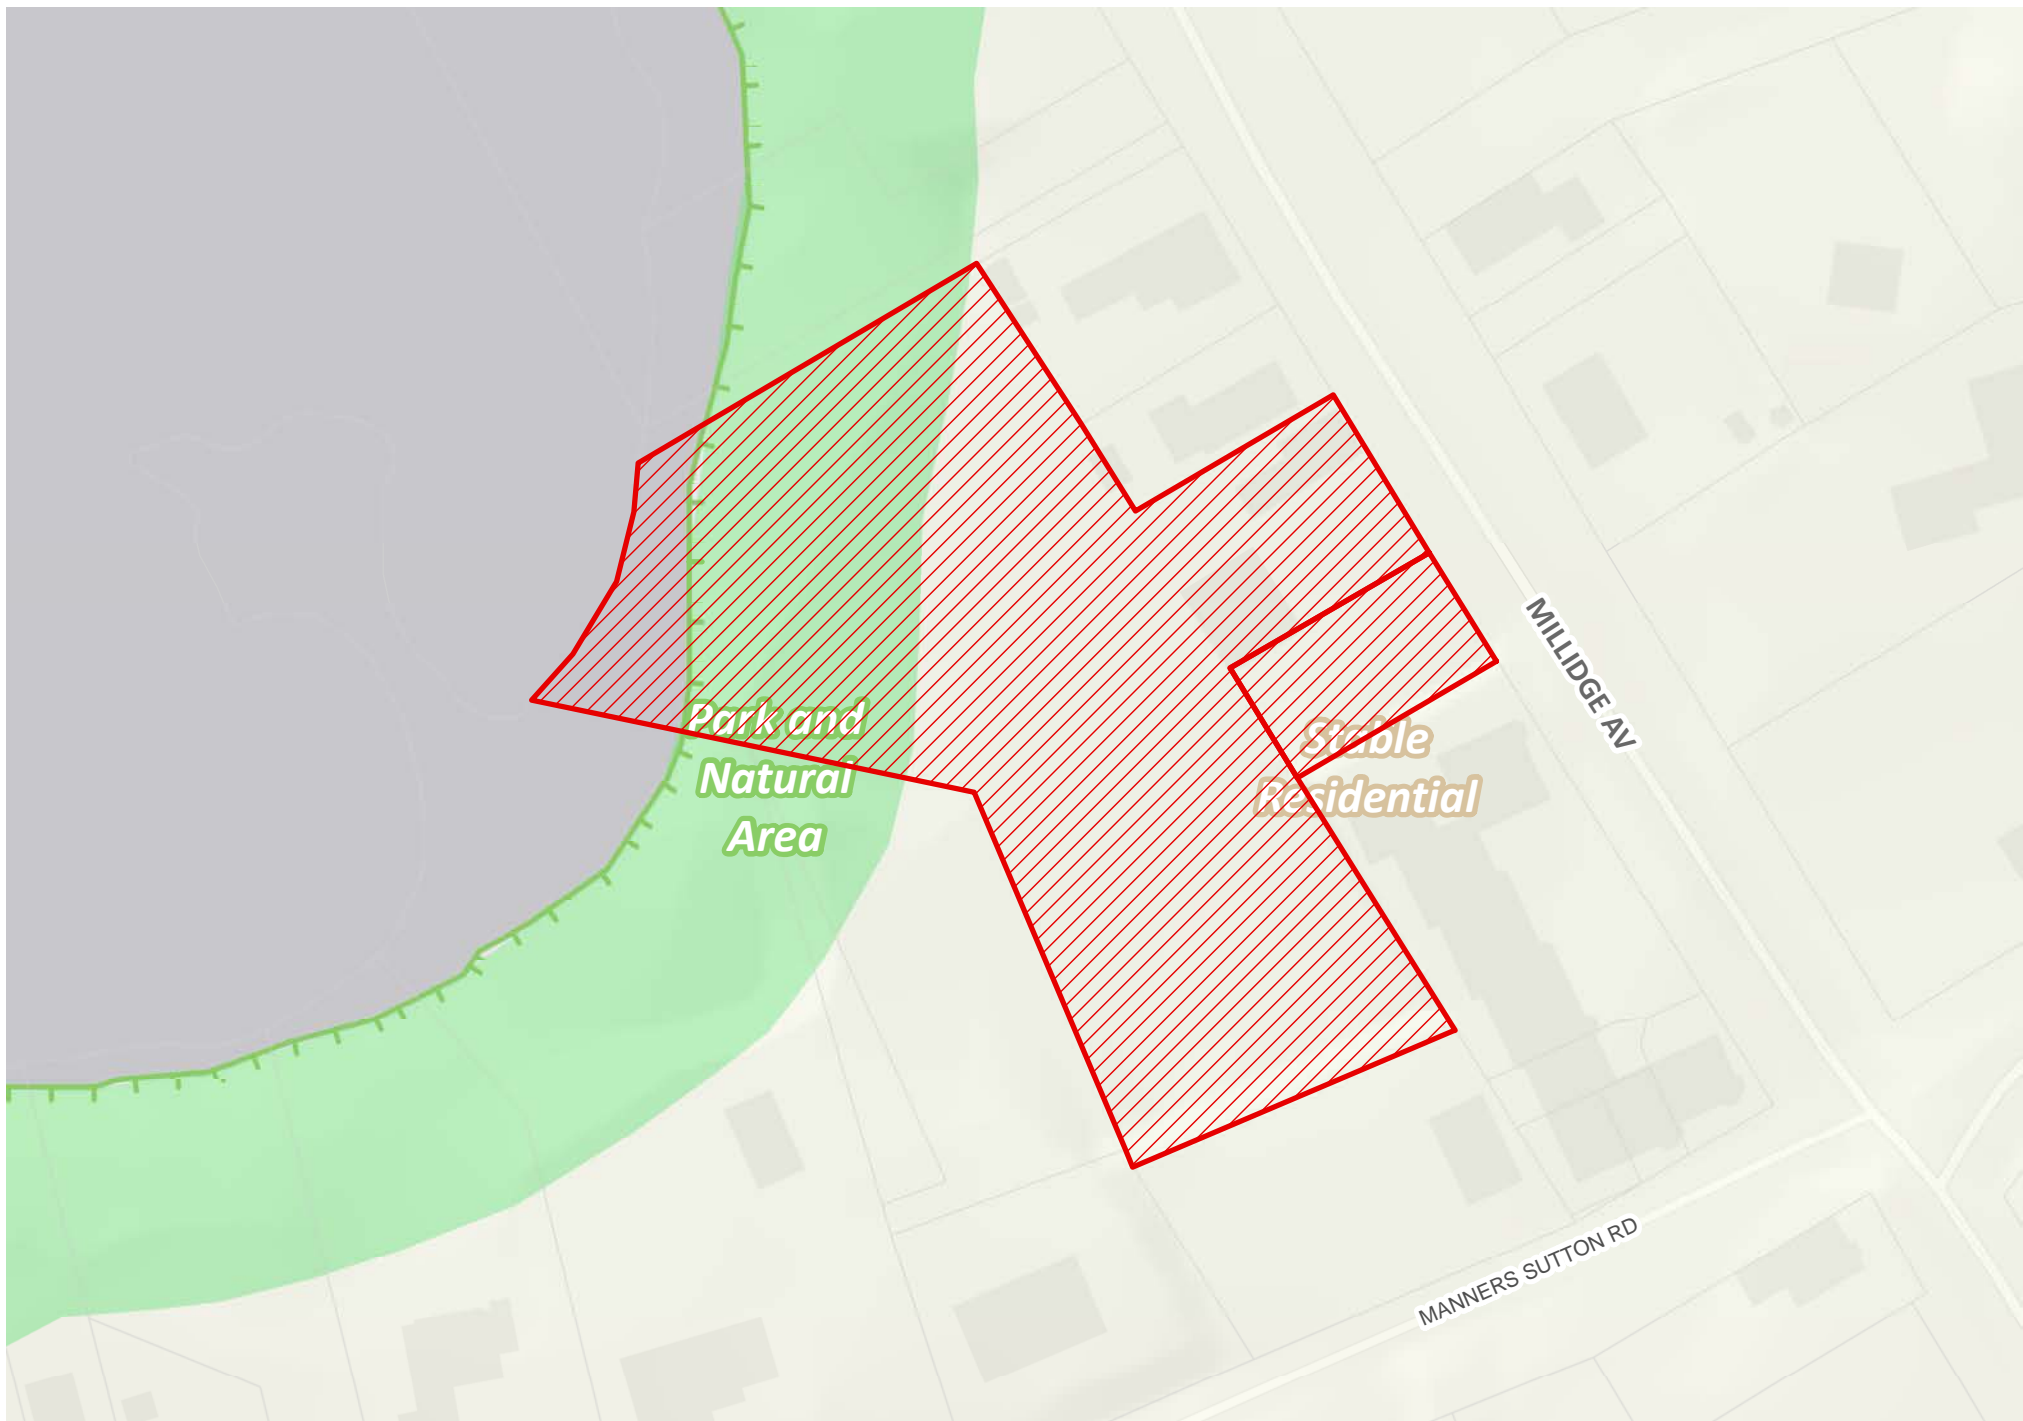 MILLIDGE AV
Park and
Natural
Area
Stable
Residential
MANNERS SUTTON RD